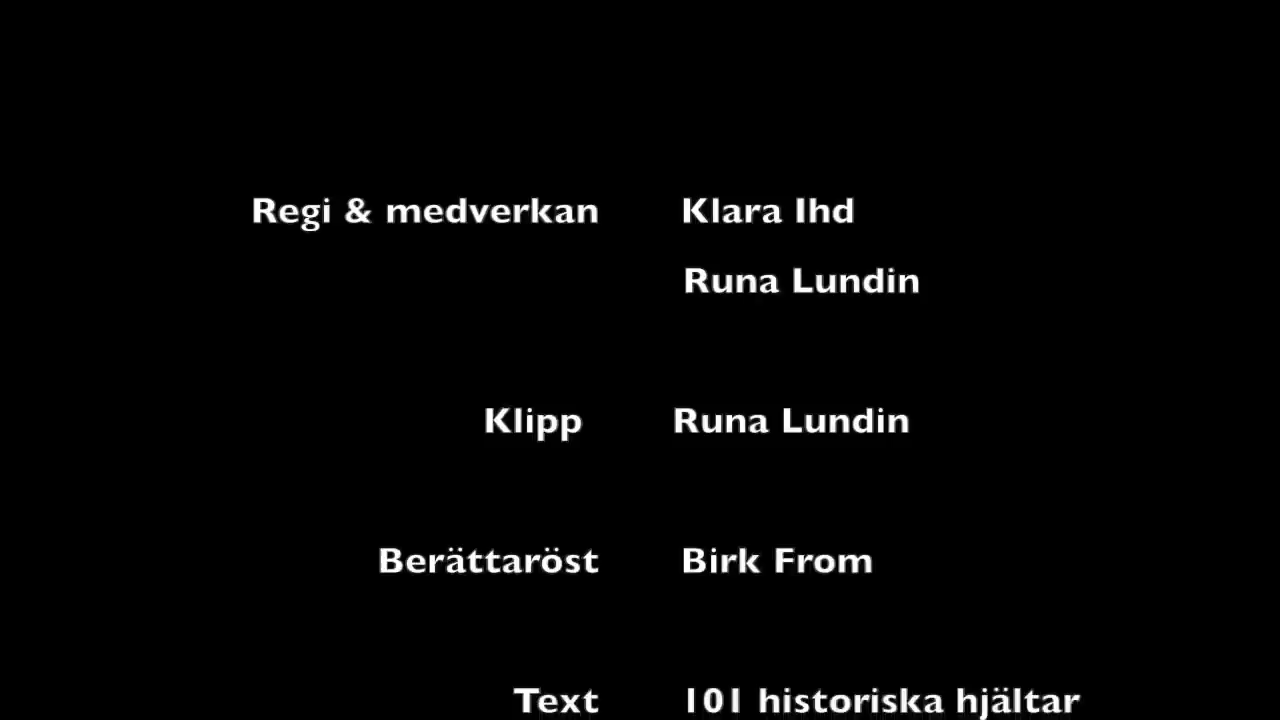 Regi & medverkan Klara Ihd
Runa Lundin
Klipp Runa Lundin
Berättaröst Birk From
Text 101 historiska hjältar